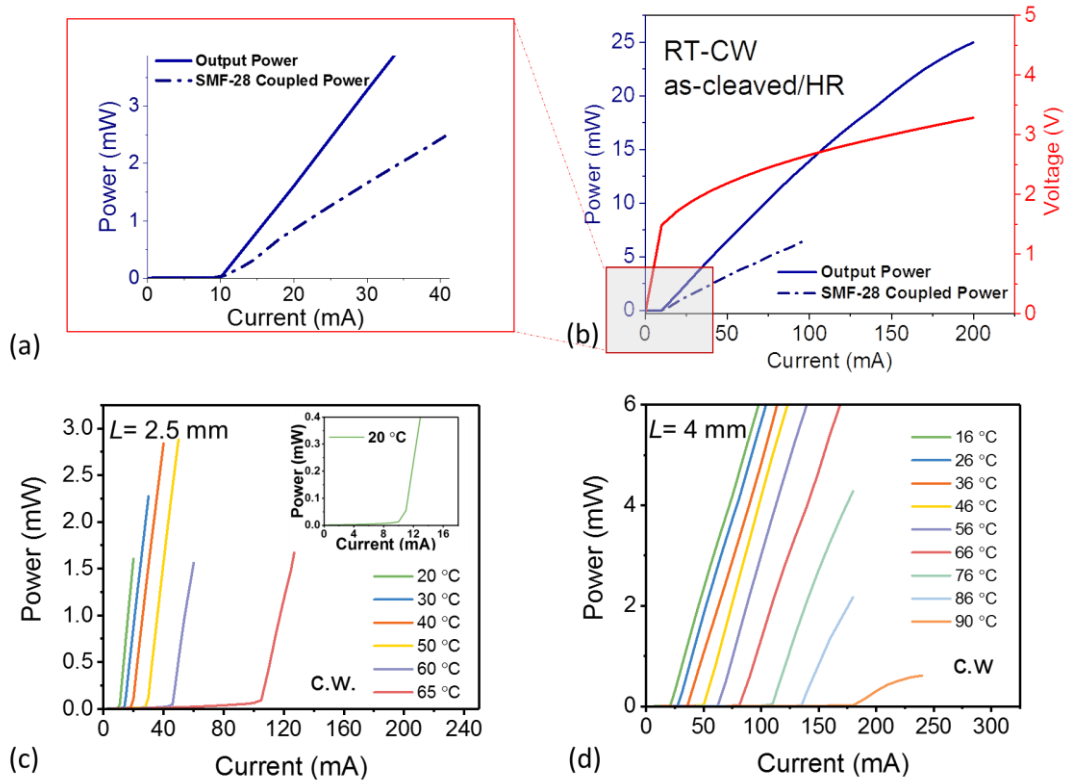 Output Power
SMF-28 Coupled Power
3
2
1
0
Power (mW)
0 10 20 30 40
Current (mA)
(a)
RT-CW
as-cleaved/HR
25
20
15
10
5
0
Power (mW)
5
4
3
2
1
0
Voltage (V)
Output Power
SMF-28 Coupled Power
0 50 100 150 200
Current (mA)
(b)
L= 2.5 mm
3.0
2.5
2.0
1.5
1.0
0.5
0.0
Power (mW)
0.4
0.3
0.2
0.1
0.0
Power (mW)
20 °C
0 4 8 12 16
Current (mA)
20 °C
30 °C
40 °C
50 °C
60 °C
65 °C
c.w.
0 40 80 120 160 200 240
Current (mA)
(c)
L= 4 mm
6
4
2
0
Power (mW)
16 °C
26 °C
36 °C
46 °C
56 °C
66 °C
76 °C
86 °C
90 °C
c.w
0 50 100 150 200 250 300
Current (mA)
(d)